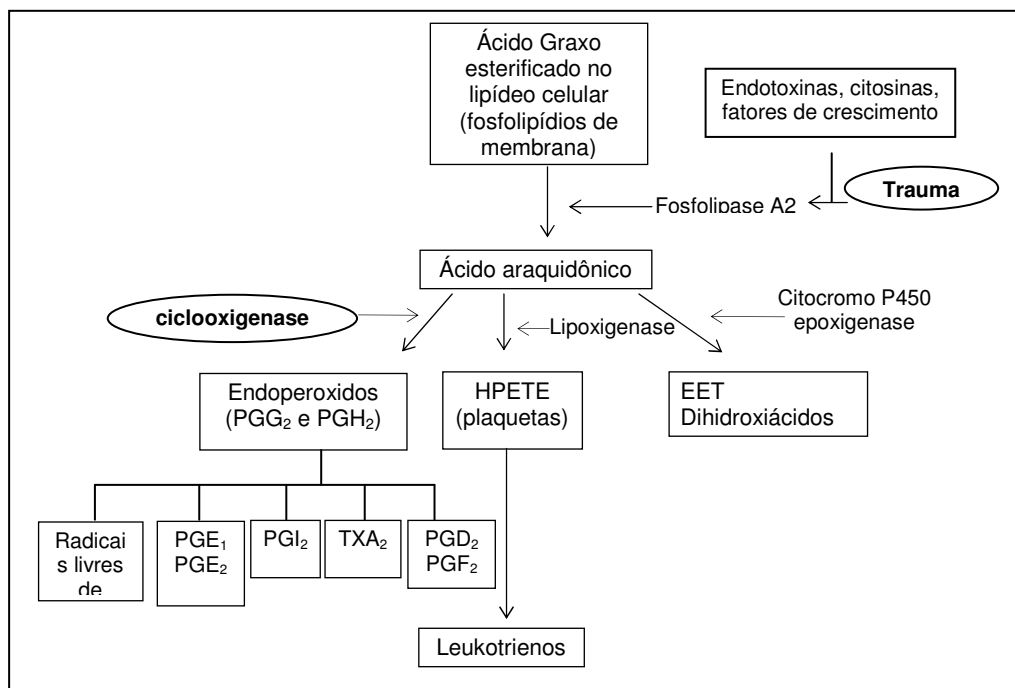 Ácido Graxo
esterificado no
lipídeo celular
(fosfolipídios de
membrana)
Endotoxinas, citosinas,
fatores de crescimento
Trauma
Fosfolipase A2
Ácido araquidônico
ciclooxigenase
Lipoxigenase
Citocromo P450
epoxigenase
Endoperoxidos
(PGG₂ e PGH₂)
HPETE
(plaquetas)
EET
Dihidroxiácidos
Radicai
s livres
de
PGE₁
PGE₂
PGI₂
TXA₂
PGD₂
PGF₂
Leukotrienos